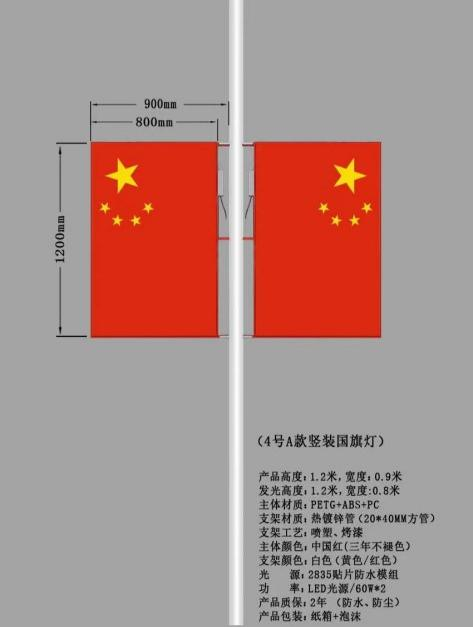 900mm
800mm
1200mm
（4号A款竖装国旗灯）
产品高度：1.2米，宽度：0.9米
发光高度：1.2米，宽度：0.8米
主体材质：PETG+ABS+PC
支架材质：热镀锌管（20*40MM方管）
支架工艺：喷塑、烤漆
主体颜色：中国红(三年不褪色）
支架颜色：白色（黄色/红色）
光 源：2835贴片防水模组
功 率：LED光源/60W*2
产品质保：2年 （防水、防尘）
产品包装：纸箱+泡沫